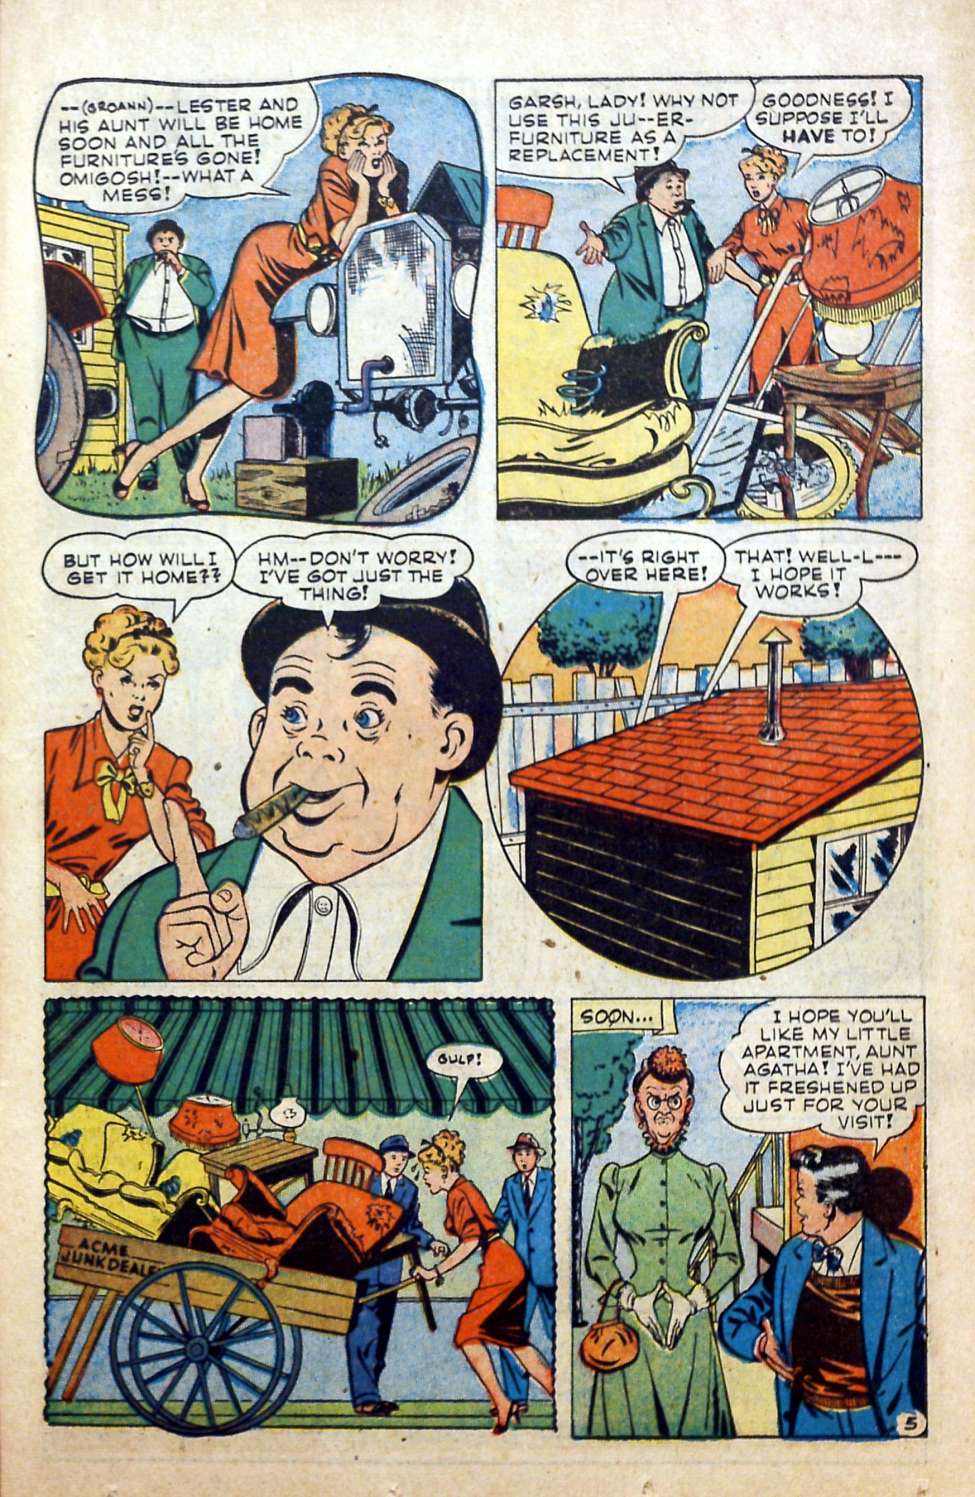 --(GROANN)--LESTER AND
HIS AUNT WILL BE HOME
SOON AND ALL THE
FURNITURE'S GONE!
OMIGOSH!--WHAT A
MESS!
GARSH, LADY! WHY NOT
USE THIS JU--ER-
FURNITURE AS A
REPLACEMENT!
GOODNESS! I
SUPPOSE I'LL
HAVE TO!
BUT HOW WILL I
GET IT HOME??
HM--DON'T WORRY!
I'VE GOT JUST THE
THING!
--IT'S RIGHT
OVER HERE!
THAT! WELL-L---
I HOPE IT
WORKS!
GULP!
ACME
JUNK DEALE
SOON...
I HOPE YOU'LL
LIKE MY LITTLE
APARTMENT, AUNT
AGATHA! I'VE HAD
IT FRESHENED UP
JUST FOR YOUR
VISIT!
5